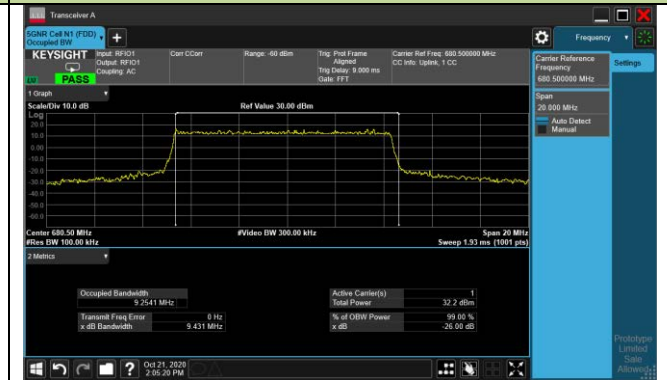 Transceiver A
5GNR Cell N1 (FDD)
Occupied BW
Frequency
KEYSIGHT
LU
PASS
Input: RFIO1
Output: RFIO1
Coupling: AC
Corr CCorr
Range: -60 dBm
Trig: Prot Frame
Aligned
Trig Delay: 9.000 ms
Gate: FFT
Carrier Ref Freq: 680.500000 MHz
CC Info: Uplink, 1 CC
Carrier Reference
Frequency
680.500000 MHz
Settings
Span
20.000 MHz
Auto Detect
Manual
1 Graph
Scale/Div 10.0 dB
Ref Value 30.00 dBm
Log
20.0
10.0
0.00
-10.0
-20.0
-30.0
-40.0
-50.0
-60.0
Center 680.50 MHz
#Video BW 300.00 kHz
Span 20 MHz
#Res BW 100.00 kHz
Sweep 1.93 ms (1001 pts)
2 Metrics
Occupied Bandwidth
9.2541 MHz
Active Carrier(s) 1
Total Power 32.2 dBm
Transmit Freq Error 0 Hz
x dB Bandwidth 9.431 MHz
% of OBW Power 99.00 %
x dB -26.00 dB
Prototype
Limited
Sale
Allowed
?
Oct 21, 2020
2:05:20 PM